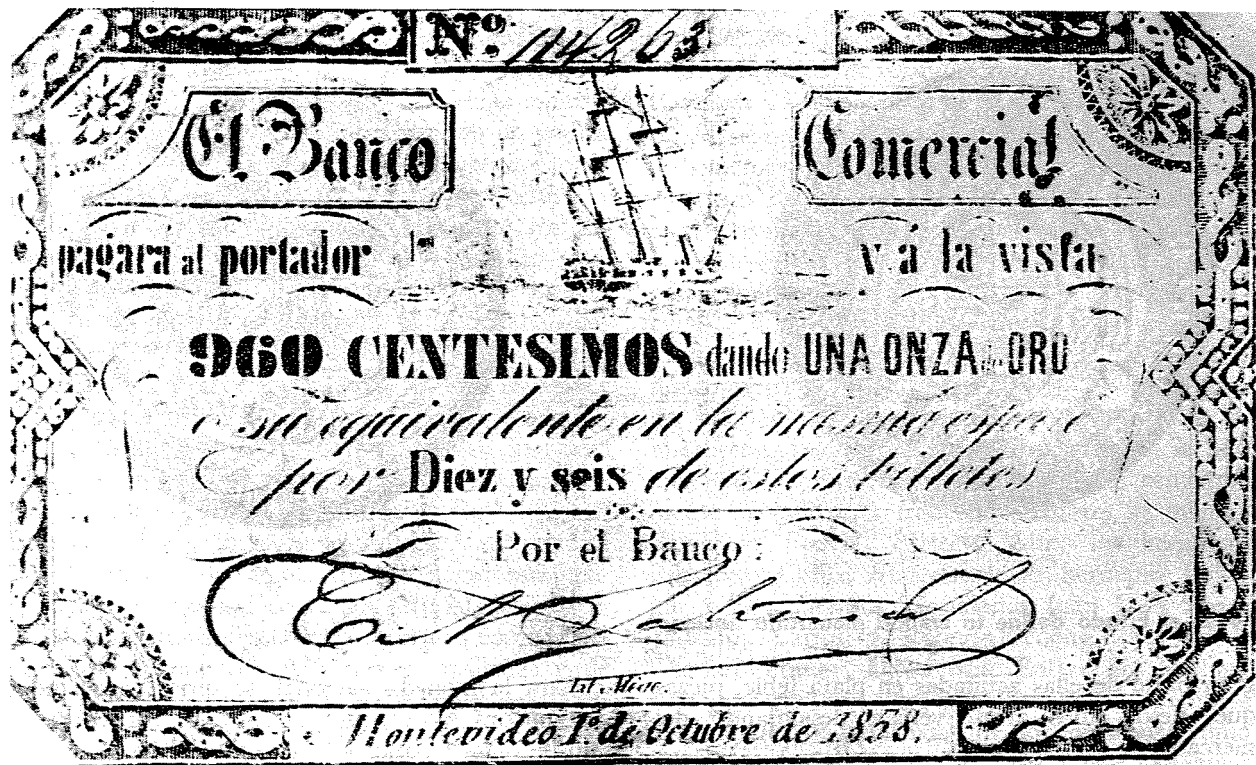 Nº 114263
El Banco Comercial
pagara al portador y á la vista
960 CENTESIMOS dando UNA ONZA de ORO
o su equivalente en la misma especie
por Diez y seis de estos billetes
Por el Banco:
Lit. Mege.
Montevideo 1º de Octubre de 1858.